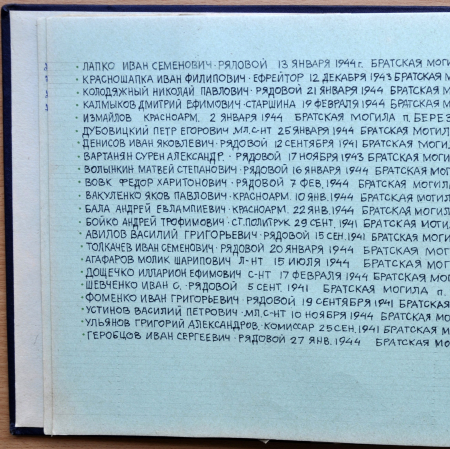 · ЛАПКО ИВАН СЕМЕНОВИЧ · РЯДОВОЙ 13 ЯНВАРЯ 1944 г. БРАТСКАЯ МОГИ
· КРАСНОШАПКА ИВАН ФИЛИПОВИЧ · ЕФРЕЙТОР 12 ДЕКАБРЯ 1943 БРАТСКАЯ М
· КОЛОДЯЖНЫЙ НИКОЛАЙ ПАВЛОВИЧ · РЯДОВОЙ 21 ЯНВАРЯ 1944 БРАТСКАЯ
· КАЛМЫКОВ ДМИТРИЙ ЕФИМОВИЧ · СТАРШИНА 19 ФЕВРАЛЯ 1944 БРАТСКАЯ
· ИЗМАЙЛОВ КРАСНОАРМ. 2 ЯНВАРЯ 1944 БРАТСКАЯ МОГИЛА П. БЕРЕЗ
· ДУБОВИЦКИЙ ПЕТР ЕГОРОВИЧ · МЛ. С-НТ 25 ЯНВАРЯ 1944 БРАТСКАЯ МОГИЛ
· ДЕНИСОВ ИВАН ЯКОВЛЕВИЧ · РЯДОВОЙ 12 СЕНТЯБРЯ 1941 БРАТСКАЯ МОГИЛ
· ВАРТАНЯН СУРЕН АЛЕКСАНДР. · РЯДОВОЙ 17 НОЯБРЯ 1943 БРАТСКАЯ МОГИ
· ВОЛЫНКИН МАТВЕЙ СТЕПАНОВИЧ · РЯДОВОЙ 16 ЯНВАРЯ 1944 БРАТСКАЯ МОГ
· ВОВК ФЕДОР ХАРИТОНОВИЧ · РЯДОВОЙ 7 ФЕВ. 1944 БРАТСКАЯ МОГИЛ
· ВАКУЛЕНКО ЯКОВ ПАВЛОВИЧ · КРАСНОАРМ. 10 ЯНВ. 1944 БРАТСКАЯ МОГИЛ
· БАЛА АНДРЕЙ ЕВЛАМПИЕВИЧ · КРАСНОАРМ. 22 ЯНВ. 1944 БРАТСКАЯ МОГИЛ
· БОЙКО АНДРЕЙ ТРОФИМОВИЧ · СТ. ПОЛИТРУК 29 СЕНТ. 1941 БРАТСКАЯ МОГИ
· АВИЛОВ ВАСИЛИЙ ГРИГОРЬЕВИЧ · РЯДОВОЙ 15 СЕН. 1941 БРАТСКАЯ МОГИ
· ТОЛКАЧЕВ ИВАН СЕМЕНОВИЧ · РЯДОВОЙ 20 ЯНВАРЯ 1944 БРАТСКАЯ МОГ
· АГАФАРОВ МОЛИК ШАРИПОВИЧ Л-НТ 15 ИЮЛЯ 1944 БРАТСКАЯ МОГ
· ДОЩЕЧКО ИЛЛАРИОН ЕФИМОВИЧ С-НТ 17 ФЕВРАЛЯ 1944 БРАТСКАЯ МОГ
· ШЕВЧЕНКО ИВАН С. РЯДОВОЙ 5 СЕНТ. 1941 БРАТСКАЯ МОГИЛА П.
· ФОМЕНКО ИВАН ГРИГОРЬЕВИЧ · РЯДОВОЙ 19 СЕНТЯБРЯ 1941 БРАТСКАЯ
· УСТИНОВ ВАСИЛИЙ ПЕТРОВИЧ · МЛ. С-НТ 10 НОЯБРЯ 1944 БРАТСКАЯ МОГ
· УЛЬЯНОВ ГРИГОРИЙ АЛЕКСАНДРОВ. КОМИССАР 25 СЕН. 1941 БРАТСКАЯ МО
· ГЕРОБЦОВ ИВАН СЕРГЕЕВИЧ · РЯДОВОЙ 27 ЯНВ. 1944 БРАТСКАЯ МОГ